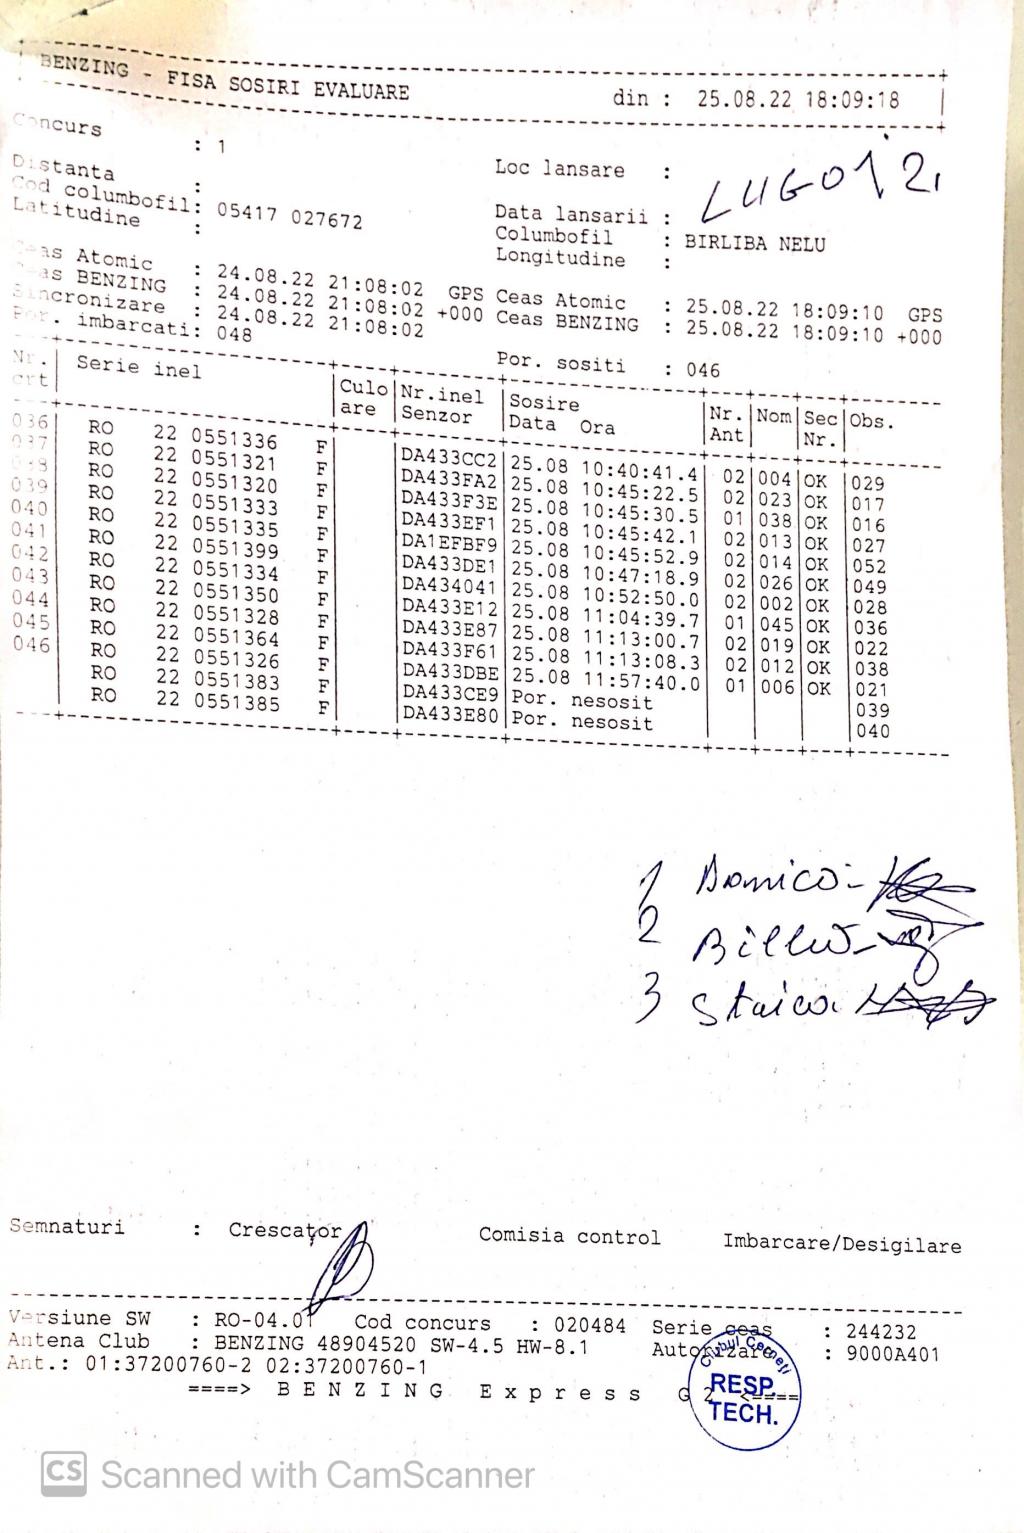 BENZING - FISA SOSIRI EVALUARE din : 25.08.22 18:09:18
Concurs : 1 Loc lansare : LUGOJ 2
Distanta : Data lansarii :
Cod columbofil: 05417 027672 Columbofil : BIRLIBA NELU
Latitudine : Longitudine :
Ceas Atomic : 24.08.22 21:08:02 GPS Ceas Atomic : 25.08.22 18:09:10 GPS
Ceas BENZING : 24.08.22 21:08:02 +000 Ceas BENZING : 25.08.22 18:09:10 +000
Sincronizare : 24.08.22 21:08:02
Por. imbarcati: 048 Por. sositi : 046
Nr. Serie inel Culo Nr.inel Sosire Nr. Nom Sec Obs.
crt are Senzor Data Ora Ant Nr.
036 RO 22 0551336 F DA433CC2 25.08 10:40:41.4 02 004 OK 029
037 RO 22 0551321 F DA433FA2 25.08 10:45:22.5 02 023 OK 017
038 RO 22 0551320 F DA433F3E 25.08 10:45:30.5 01 038 OK 016
039 RO 22 0551333 F DA433EF1 25.08 10:45:42.1 02 013 OK 027
040 RO 22 0551335 F DA1EFBF9 25.08 10:45:52.9 02 014 OK 052
041 RO 22 0551399 F DA433DE1 25.08 10:47:18.9 02 026 OK 049
042 RO 22 0551334 F DA434041 25.08 10:52:50.0 02 002 OK 028
043 RO 22 0551350 F DA433E12 25.08 11:04:39.7 01 045 OK 036
044 RO 22 0551328 F DA433E87 25.08 11:13:00.7 02 019 OK 022
045 RO 22 0551364 F DA433F61 25.08 11:13:08.3 02 012 OK 038
046 RO 22 0551326 F DA433DBE 25.08 11:57:40.0 01 006 OK 021
RO 22 0551383 F DA433CE9 Por. nesosit 039
RO 22 0551385 F DA433E80 Por. nesosit 040
1
2
3 Staico
Semnaturi : Crescator Comisia control Imbarcare/Desigilare
Versiune SW : RO-04.01 Cod concurs : 020484 Serie ceas : 244232
Antena Club : BENZING 48904520 SW-4.5 HW-8.1 Autorizare : 9000A401
Ant.: 01:37200760-2 02:37200760-1
====> B E N Z I N G E x p r e s s G 2 <====
Clubul Cerneți
RESP.
TECH.
CS Scanned with CamScanner